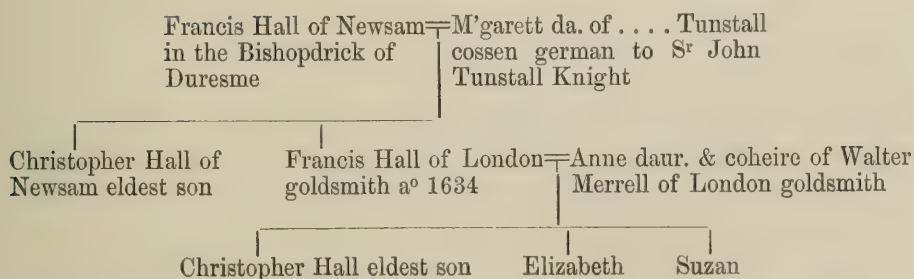 Francis Hall of Newsam╤M'garett da. of . . . . Tunstall
in the Bishopdrick of cossen german to Sʳ John
Duresme Tunstall Knight
Christopher Hall of Francis Hall of London╤Anne daur. & coheire of Walter
Newsam eldest son goldsmith aº 1634 Merrell of London goldsmith
Christopher Hall eldest son Elizabeth Suzan